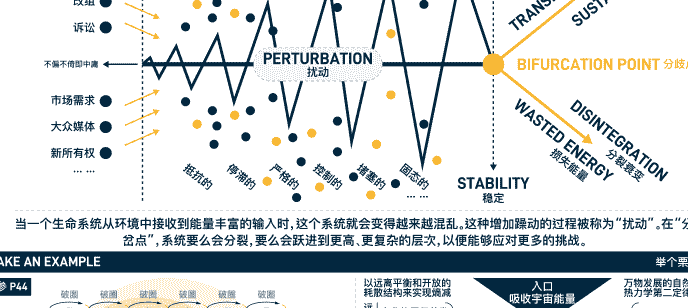 改组
诉讼
不偏不倚即中庸
市场需求
大众媒体
新所有权
... ...
PERTURBATION
扰动
BIFURCATION POINT 分歧
WASTED ENERGY
损失能量
DISINTEGRATION
分裂衰变
抵抗的
停滞的
严格的
控制的
堵塞的
固态的
... ...
STABILITY
稳定
当一个生命系统从环境中接收到能量丰富的输入时，这个系统就会变得越来越混乱。这种增加躁动的过程被称为“扰动”。在“分
岔点”，系统要么会分裂，要么会跃进到更高、更复杂的层次，以便能够应对更多的挑战。
AKE AN EXAMPLE
举个票
P44
破圈 破圈 破圈 破圈 破圈
以远离平衡和开放的
耗散结构来实现熵减
入口
吸收宇宙能量
万物发展的自然
热力学第二定律